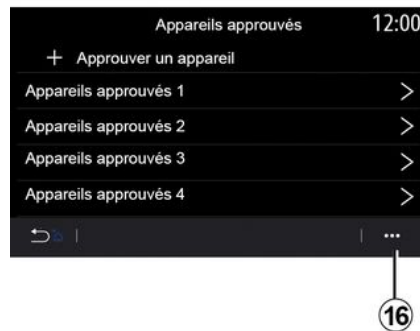 Appareils approuvés 12:00
+ Approuver un appareil
Appareils approuvés 1
Appareils approuvés 2
Appareils approuvés 3
Appareils approuvés 4
16